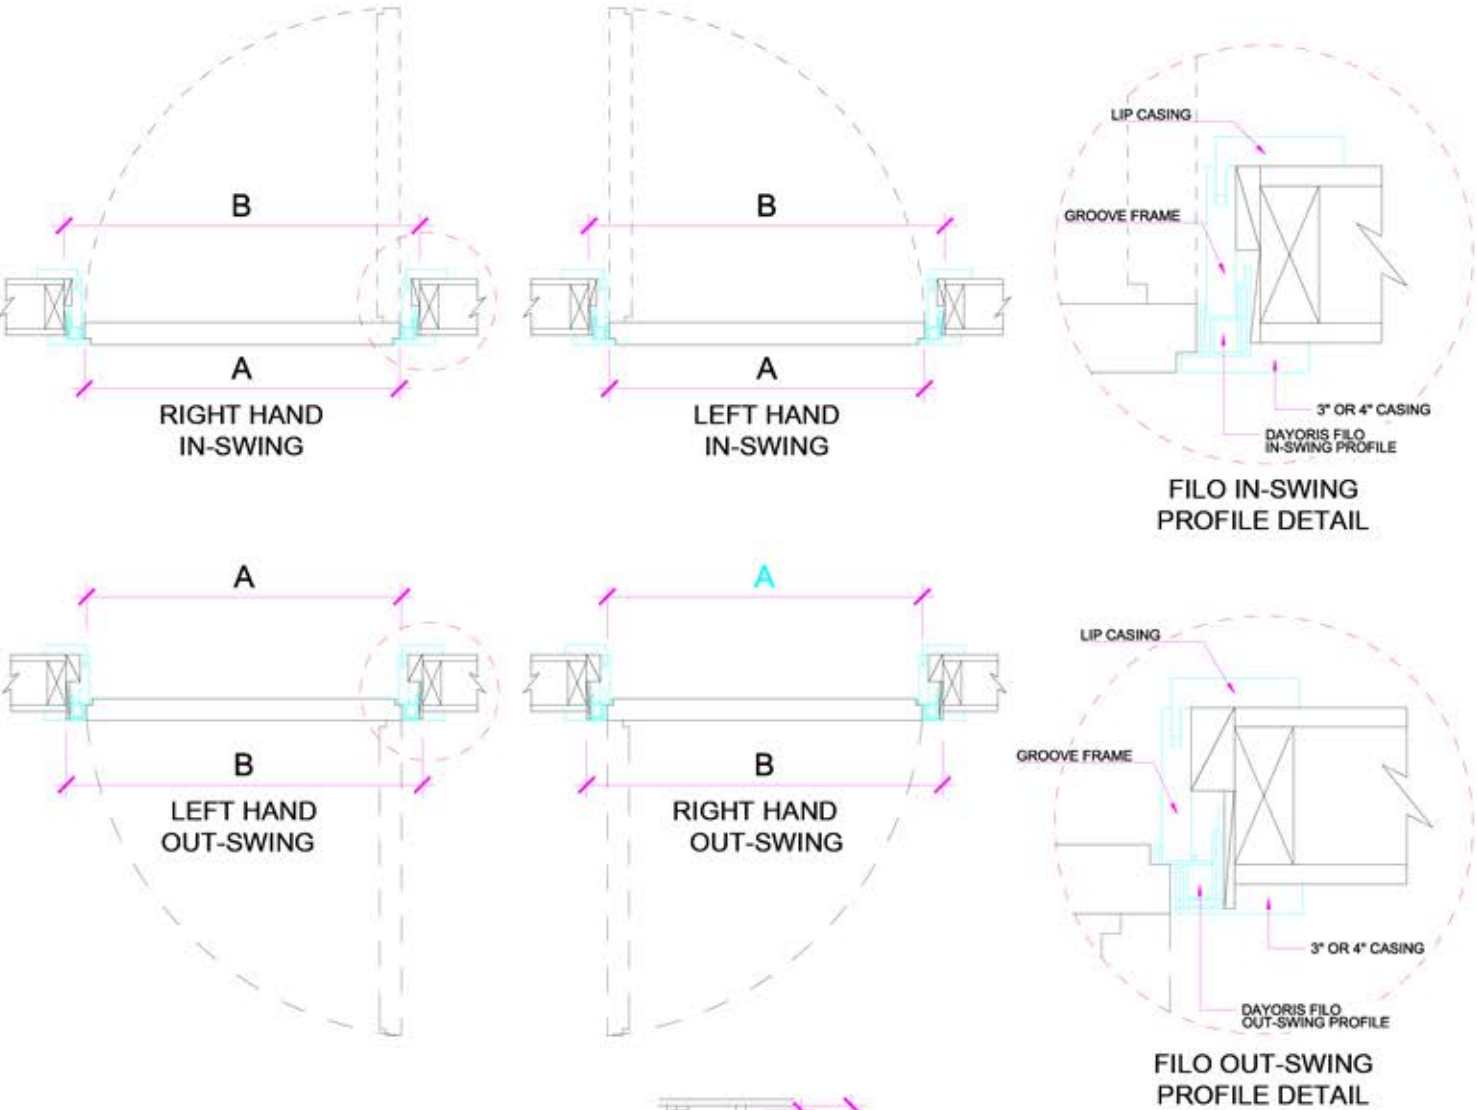 B
A
RIGHT HAND
IN-SWING
B
A
LEFT HAND
IN-SWING
LIP CASING
GROOVE FRAME
3" OR 4" CASING
DAYORIS FILO
IN-SWING PROFILE
FILO IN-SWING
PROFILE DETAIL
A
B
LEFT HAND
OUT-SWING
A
B
RIGHT HAND
OUT-SWING
LIP CASING
GROOVE FRAME
3" OR 4" CASING
DAYORIS FILO
OUT-SWING PROFILE
FILO OUT-SWING
PROFILE DETAIL